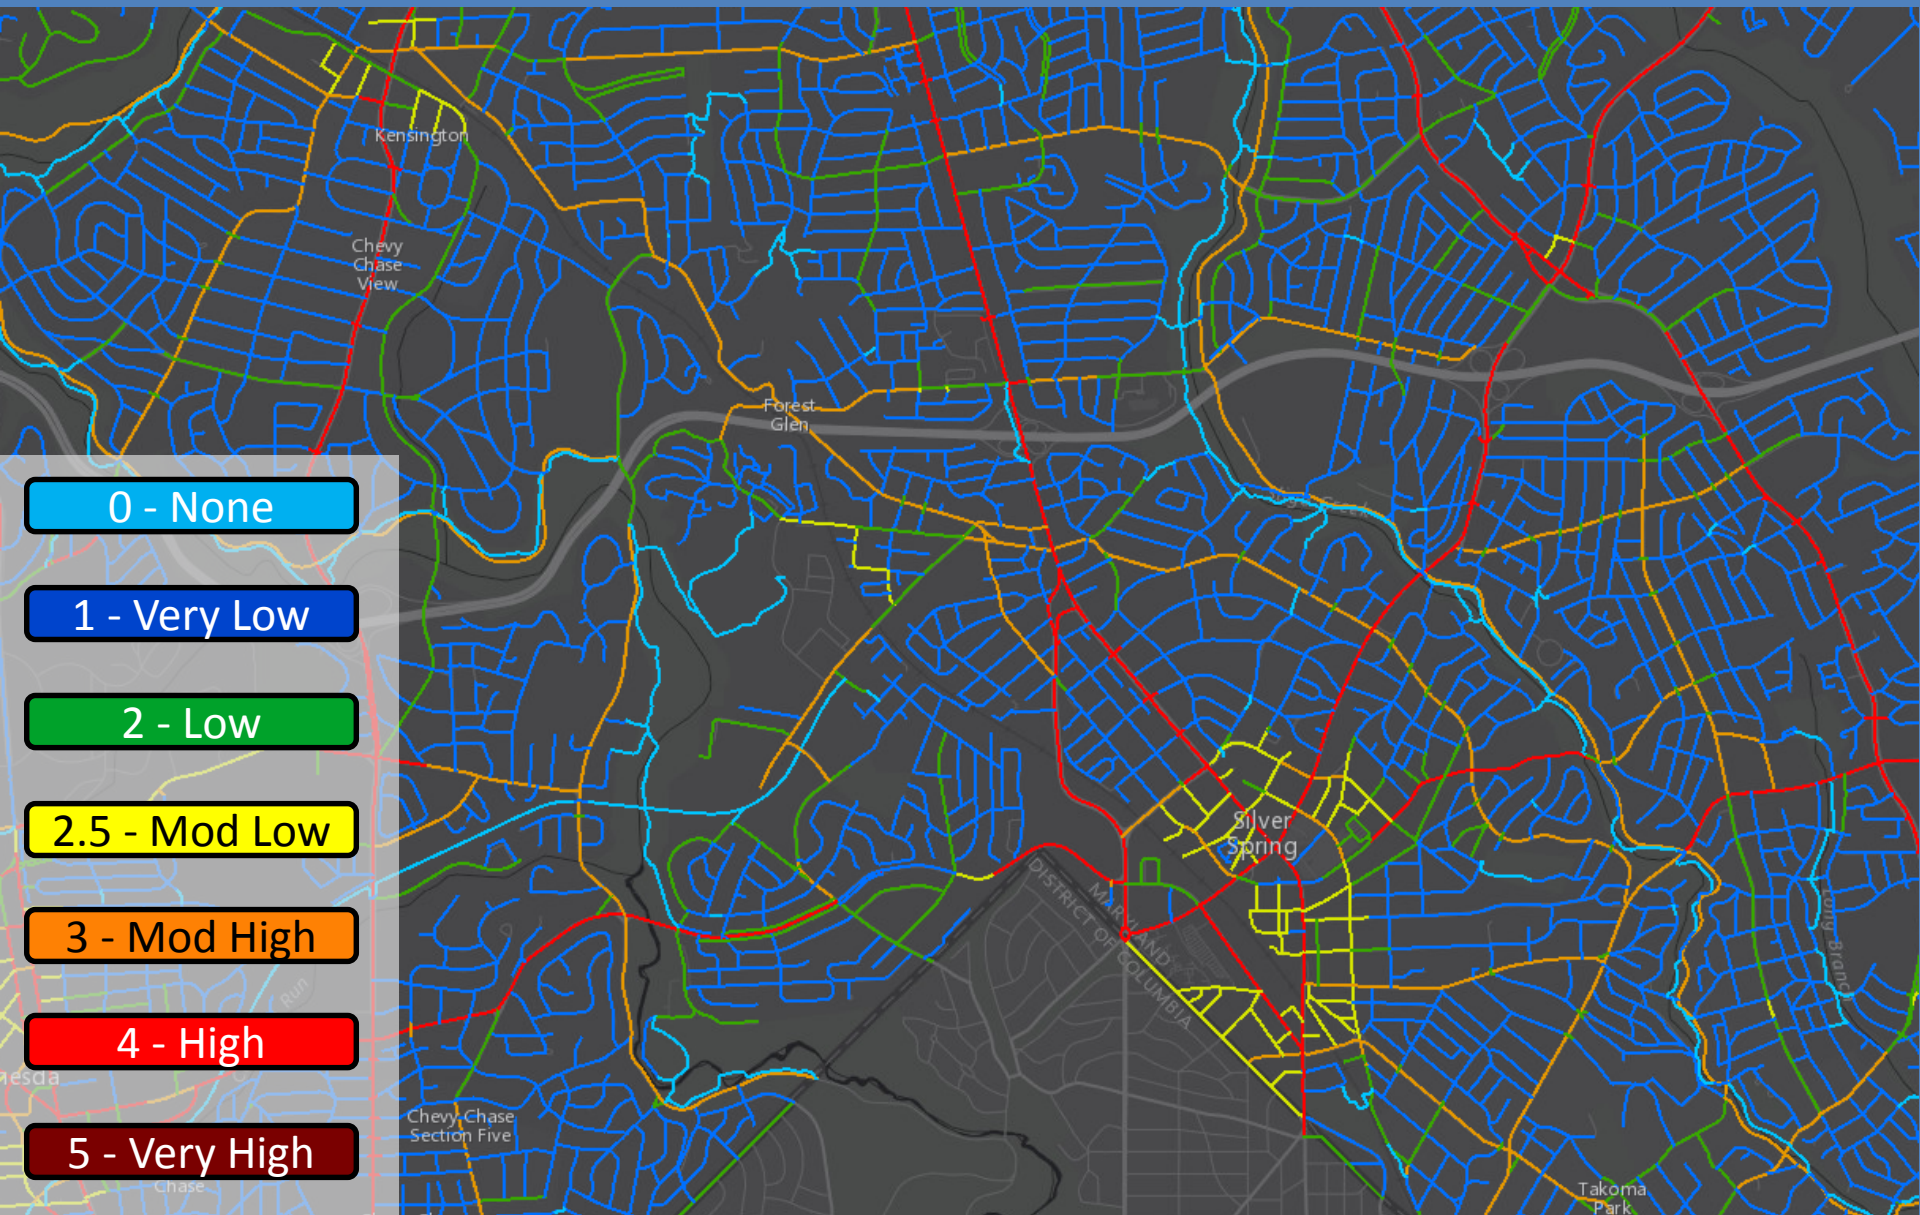 Kensington
Chevy
Chase
View
Forest
Glen
0 - None
1 - Very Low
2 - Low
2.5 - Mod Low
3 - Mod High
4 - High
5 - Very High
Silver
Spring
MARYLAND
DISTRICT OF
COLUMBIA
Long Branch
Run
Chevy Chase
Section Five
Chase
Takoma
Park